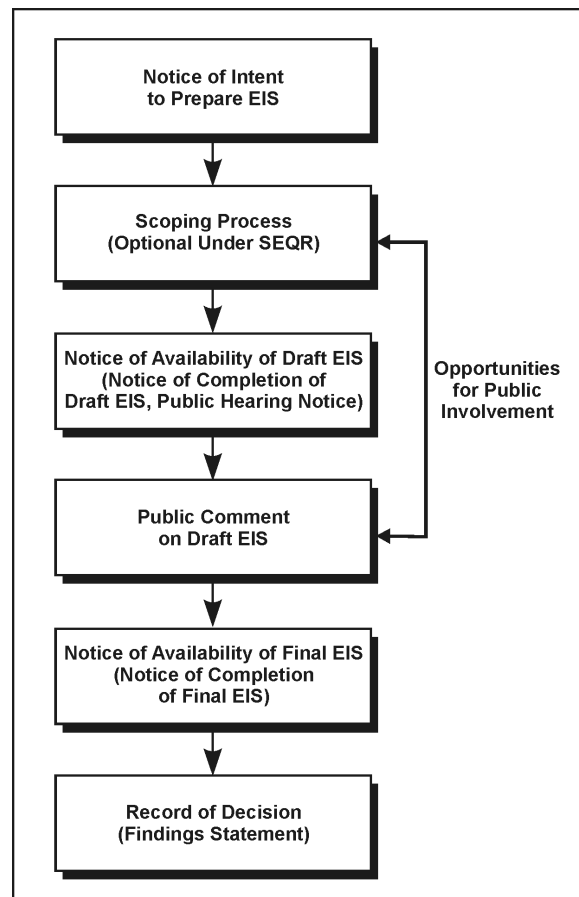 Notice of Intent
to Prepare EIS
Scoping Process
(Optional Under SEQR)
Notice of Availability of Draft EIS
(Notice of Completion of
Draft EIS, Public Hearing Notice)
Opportunities
for Public
Involvement
Public Comment
on Draft EIS
Notice of Availability of Final EIS
(Notice of Completion
of Final EIS)
Record of Decision
(Findings Statement)